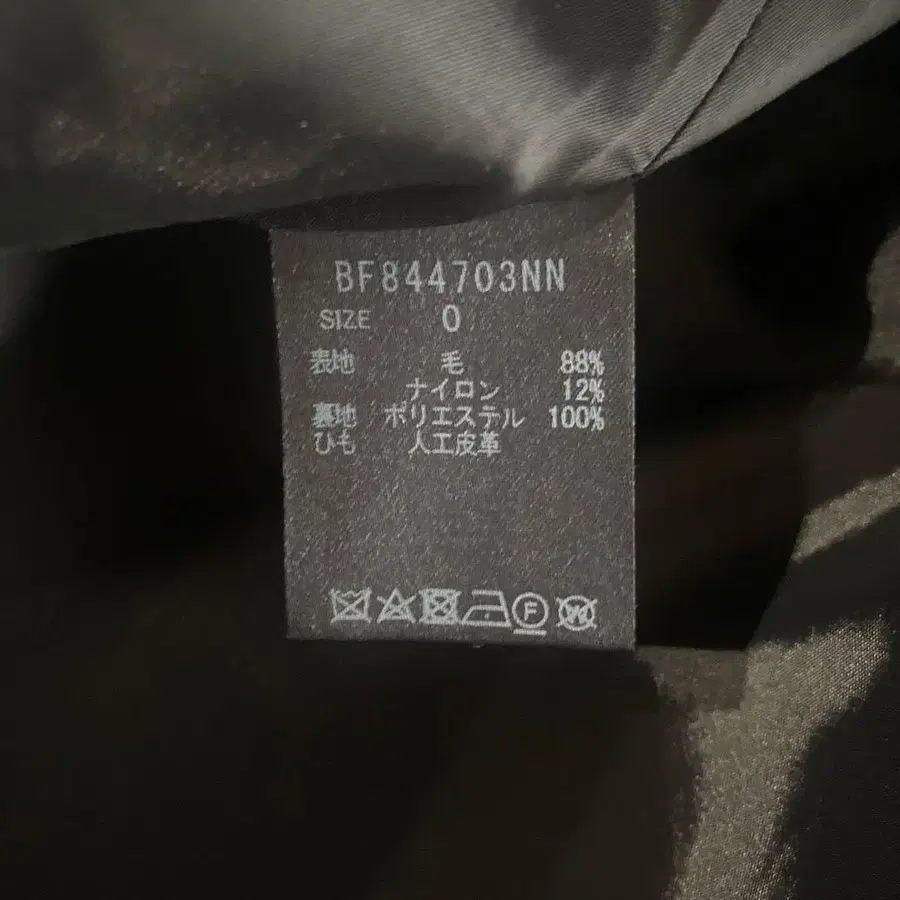 BF844703NN
SIZE 0
表地 毛 88%
ナイロン 12%
裏地 ポリエステル 100%
ひも 人工皮革
F W